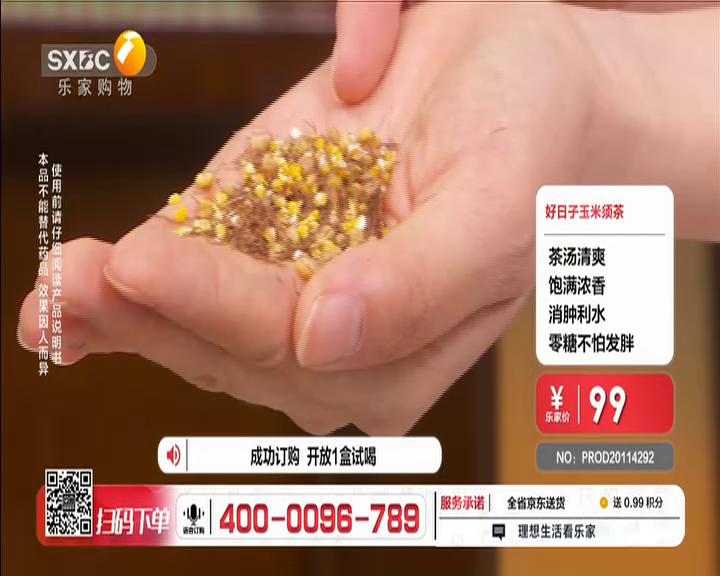 SXBC
乐家购物
使用前请仔细阅读产品说明书
本品不能替代药品 效果因人而异
好日子玉米须茶
茶汤清爽
饱满浓香
消肿利水
零糖不怕发胖
¥ 99
乐家价
NO: PROD20114292
成功订购 开放1盒试喝
扫码下单
语音订购
400-0096-789
服务承诺 全省京东送货 送 0.99 积分
理想生活看乐家